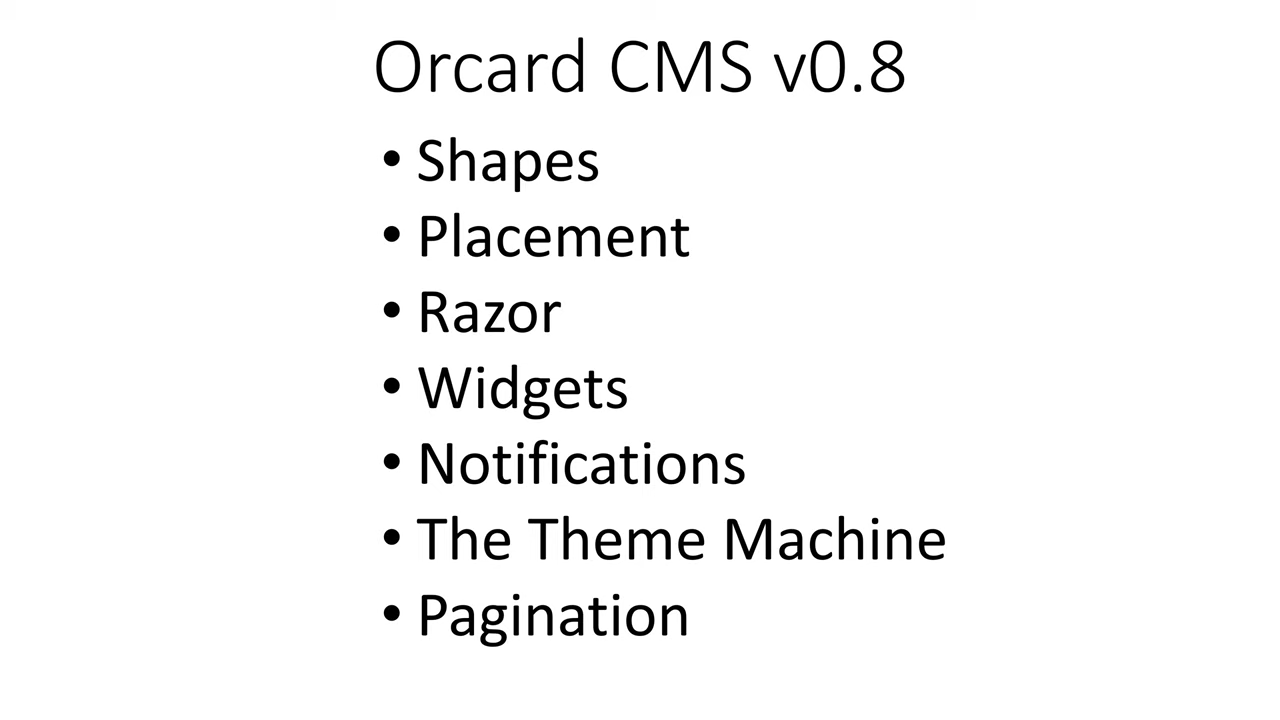 Orcard CMS v0.8
• Shapes
• Placement
• Razor
• Widgets
• Notifications
• The Theme Machine
• Pagination